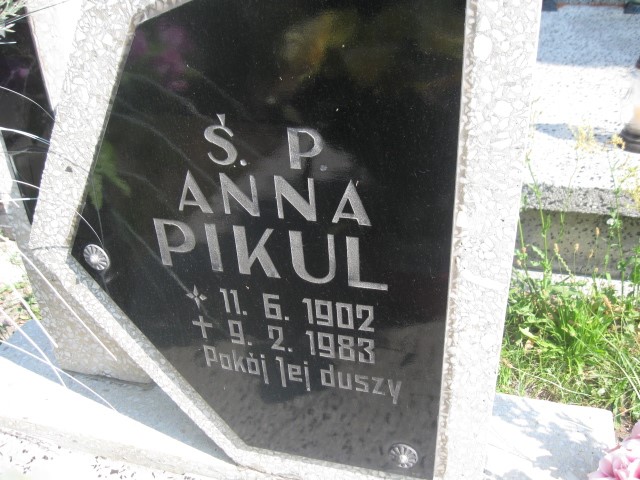 Ś. P.
ANNA
PIKUL
* 11. 6. 1902
✝ 9. 2. 1983
Pokój Jej duszy